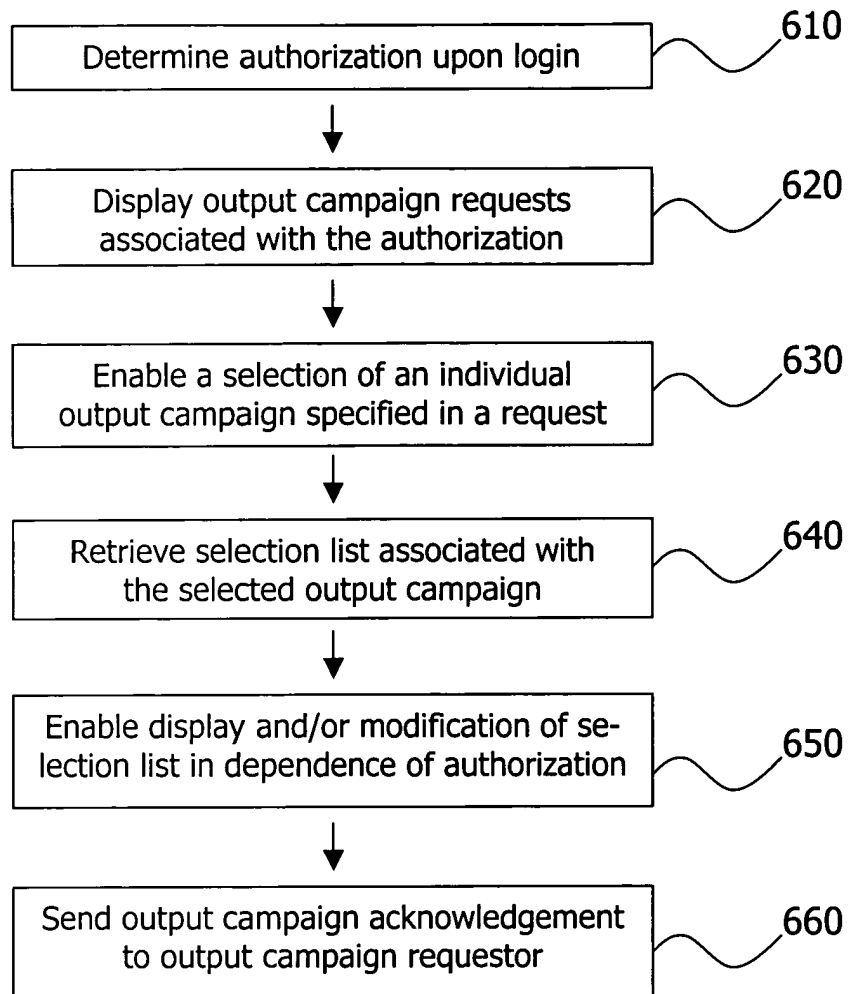 Determine authorization upon login
610
Display output campaign requests
associated with the authorization
620
Enable a selection of an individual
output campaign specified in a request
630
Retrieve selection list associated with
the selected output campaign
640
Enable display and/or modification of se-
lection list in dependence of authorization
650
Send output campaign acknowledgement
to output campaign requestor
660